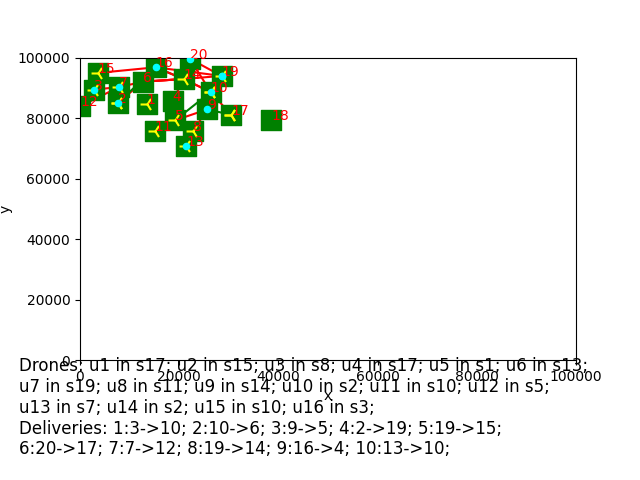 20
100000
16
15
19
80000
17
18
60000
y
40000
20000
0
Drones: u1 in s17; u2 in s15; u3 in s8; u4 in s17; u5 in s1; u6 in s13;
0 20000 40000 60000 80000 100000
u7 in s19; u8 in s11; u9 in s14; u10 in s2; u11 in s10; u12 in s5;
x
u13 in s7; u14 in s2; u15 in s10; u16 in s3;
Deliveries: 1:3->10; 2:10->6; 3:9->5; 4:2->19; 5:19->15;
6:20->17; 7:7->12; 8:19->14; 9:16->4; 10:13->10;